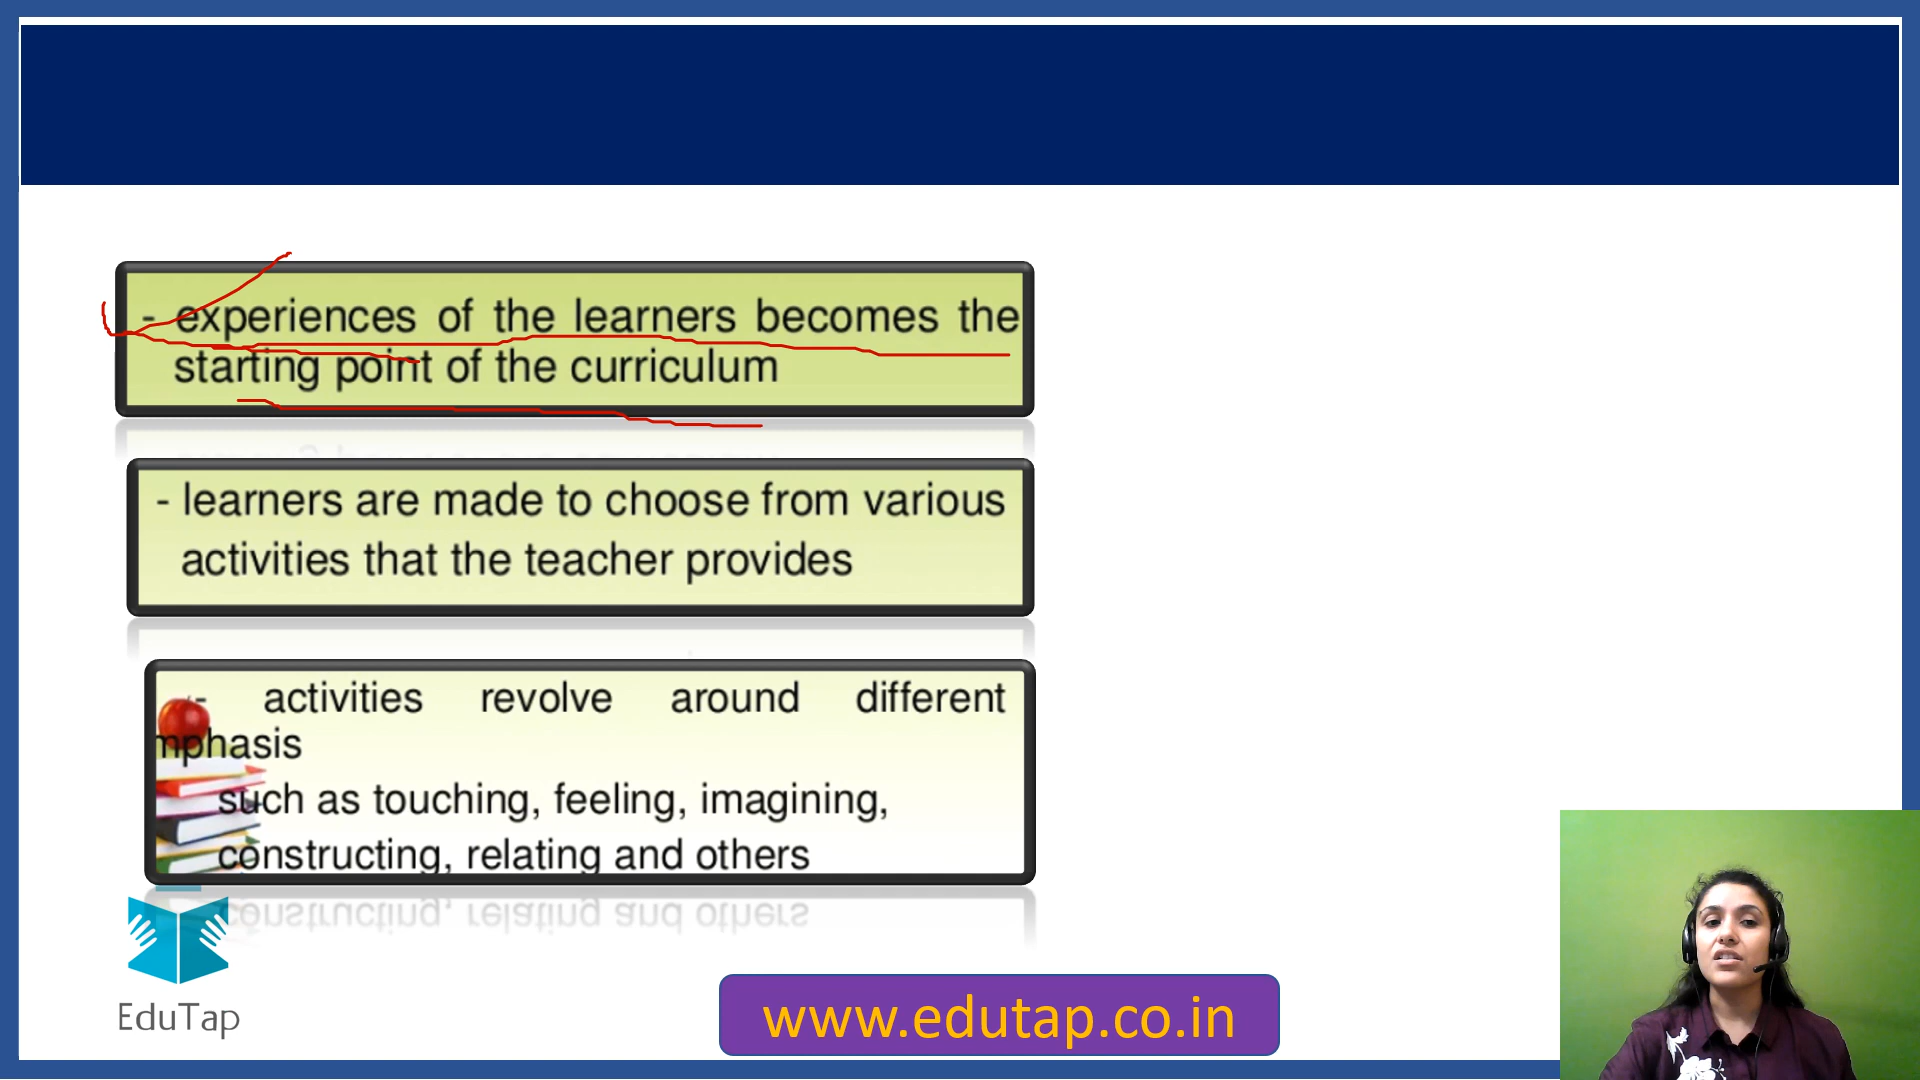 - experiences of the learners becomes the
starting point of the curriculum
- learners are made to choose from various
activities that the teacher provides
- activities revolve around different
mphasis
such as touching, feeling, imagining,
constructing, relating and others
EduTap
www.edutap.co.in